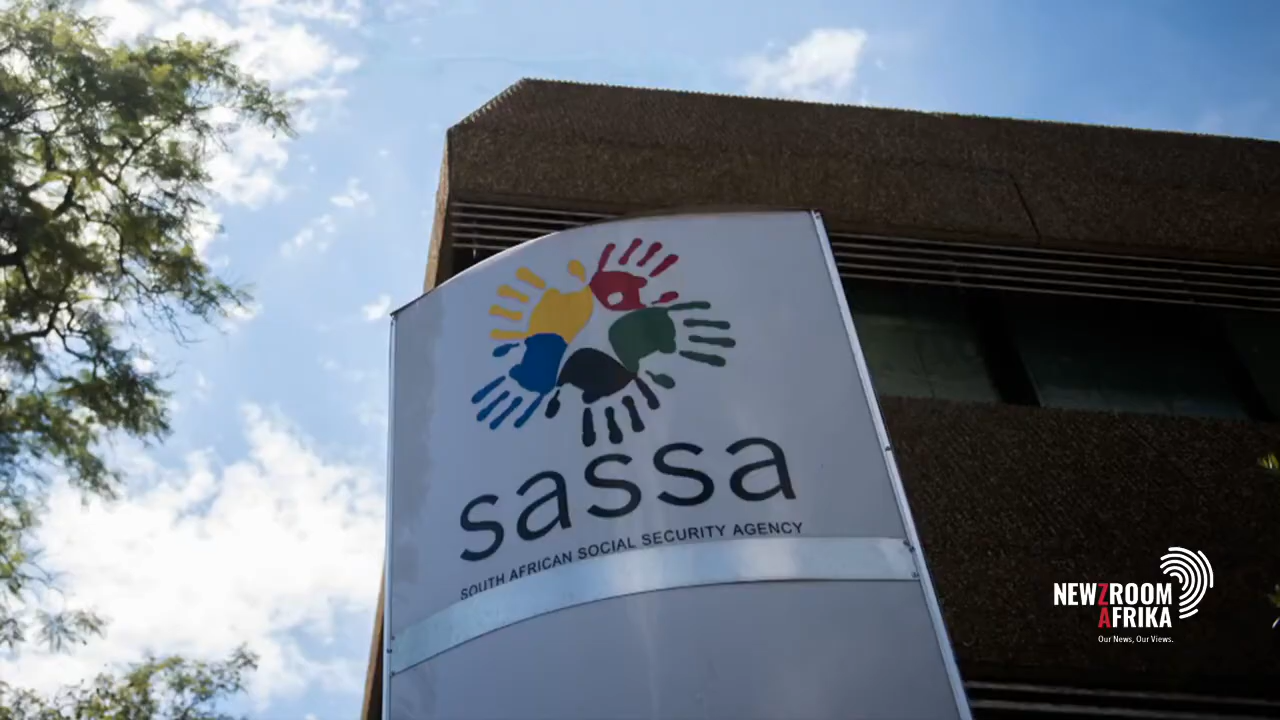 sassa
SOUTH AFRICAN SOCIAL SECURITY AGENCY
NEWZROOM
AFRIKA
Our News, Our Views.